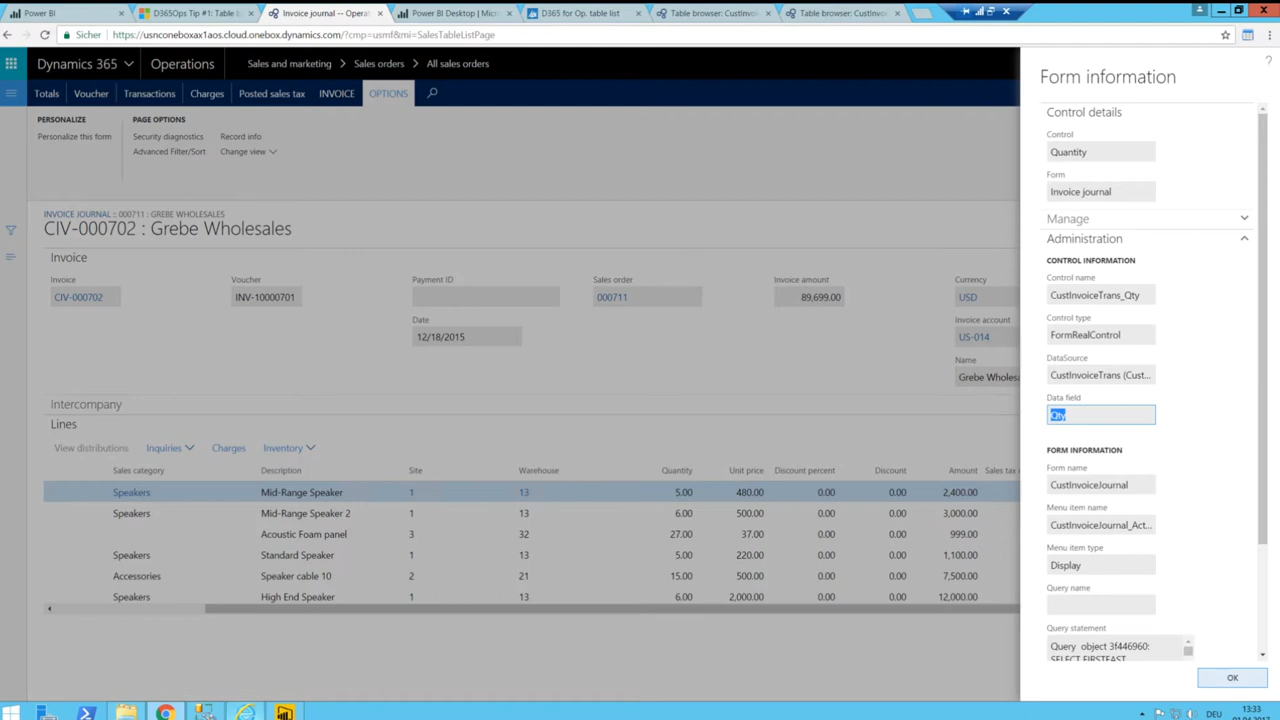 Power BI × D365Ops Tip #1: Table b × Invoice journal -- Operat × Power BI Desktop | Micr × D365 for Op. table list × Table browser: CustInvo × Table browser: CustInvo ×
Sicher https://usnconeboxax1aos.cloud.onebox.dynamics.com/?cmp=usmf&mi=SalesTableListPage
Dynamics 365 Operations Sales and marketing > Sales orders > All sales orders
Totals Voucher Transactions Charges Posted sales tax INVOICE OPTIONS
PERSONALIZE PAGE OPTIONS
Personalize this form Security diagnostics Record info
Advanced Filter/Sort Change view
INVOICE JOURNAL :: 000711 : GREBE WHOLESALES
CIV-000702 : Grebe Wholesales
Invoice
Invoice Voucher Payment ID Sales order Invoice amount Currency
CIV-000702 INV-10000701 000711 89,699.00 USD
Date Invoice account
12/18/2015 US-014
Name
Grebe Wholes
Intercompany
Lines
View distributions Inquiries Charges Inventory
Sales category Description Site Warehouse Quantity Unit price Discount percent Discount Amount Sales tax
Speakers Mid-Range Speaker 1 13 5.00 480.00 0.00 0.00 2,400.00
Speakers Mid-Range Speaker 2 1 13 6.00 500.00 0.00 0.00 3,000.00
Acoustic Foam panel 3 32 27.00 37.00 0.00 0.00 999.00
Speakers Standard Speaker 1 13 5.00 220.00 0.00 0.00 1,100.00
Accessories Speaker cable 10 2 21 15.00 500.00 0.00 0.00 7,500.00
Speakers High End Speaker 1 13 6.00 2,000.00 0.00 0.00 12,000.00
?
Form information
Control details
Control
Quantity
Form
Invoice journal
Manage
Administration
CONTROL INFORMATION
Control name
CustInvoiceTrans_Qty
Control type
FormRealControl
DataSource
CustInvoiceTrans (Cust...
Data field
Qty
FORM INFORMATION
Form name
CustInvoiceJournal
Menu item name
CustInvoiceJournal_Act...
Menu item type
Display
Query name
Query statement
Query object 3f446960:
SELECT FIRSTFAST
OK
DEU 13:33
01.04.2017